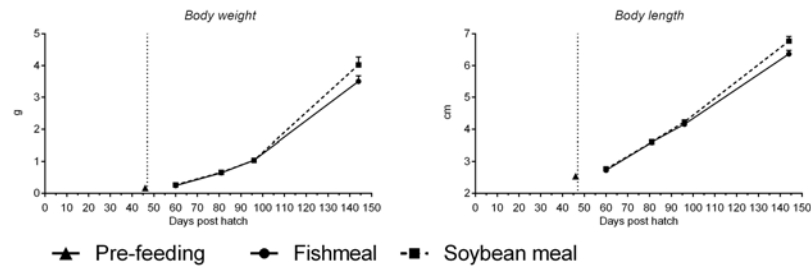 Body weight
g
5
4
3
2
1
0
0 10 20 30 40 50 60 70 80 90 100 110 120 130 140 150
Days post hatch
Body length
cm
7
6
5
4
3
2
0 10 20 30 40 50 60 70 80 90 100 110 120 130 140 150
Days post hatch
Pre-feeding Fishmeal Soybean meal